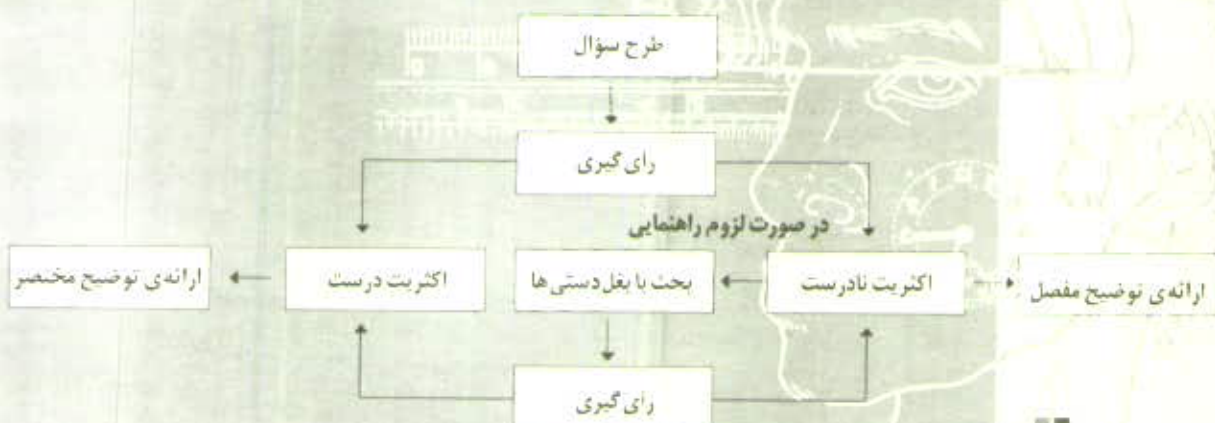 طرح سؤال
رای گیری
در صورت لزوم راهنمایی
ارائه‌ی توضیح مفصل
اکثریت نادرست
بحث با بغل دستی ها
اکثریت درست
ارائه‌ی توضیح مختصر
رای گیری